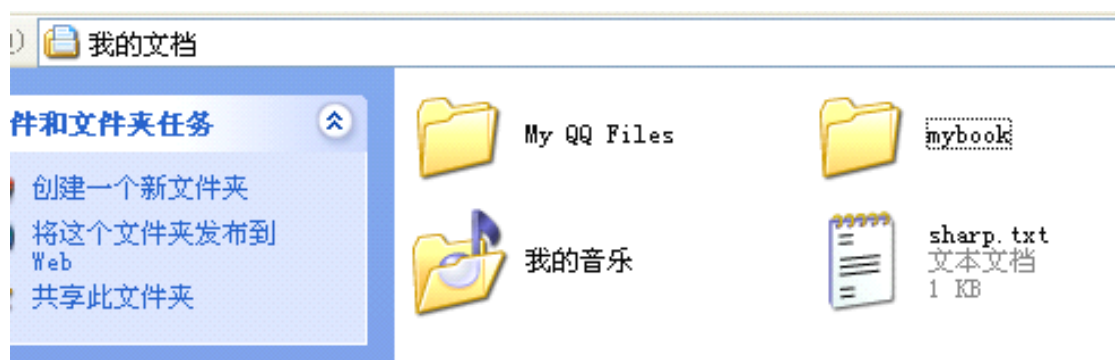 我的文档
件和文件夹任务
创建一个新文件夹
将这个文件夹发布到
Web
共享此文件夹
My QQ Files
mybook
我的音乐
sharp.txt
文本文档
1 KB